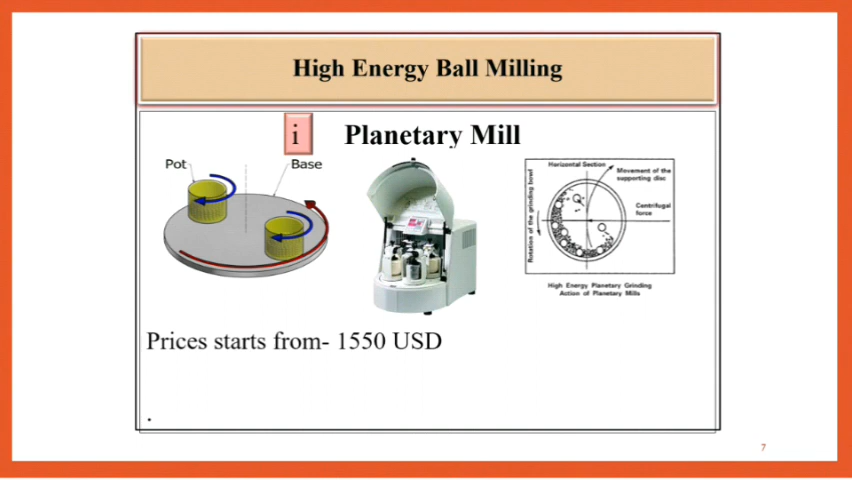 High Energy Ball Milling
i
Planetary Mill
Pot
Base
Horizontal Section
Movement of the
supporting disc
Centrifugal
force
Rotation of the grinding bowl
High Energy Planetary Grinding
Action of Planetary Mills
Prices starts from- 1550 USD
.
7